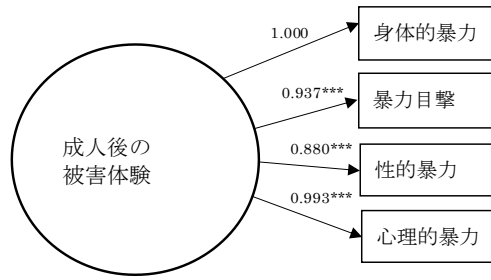 1.000
身体的暴力
0.937***
暴力目撃
成人後の
被害体験
0.880***
性的暴力
0.993***
心理的暴力